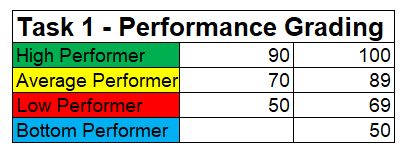 Task 1 - Performance Grading
High Performer 90 100
Average Performer 70 89
Low Performer 50 69
Bottom Performer 50